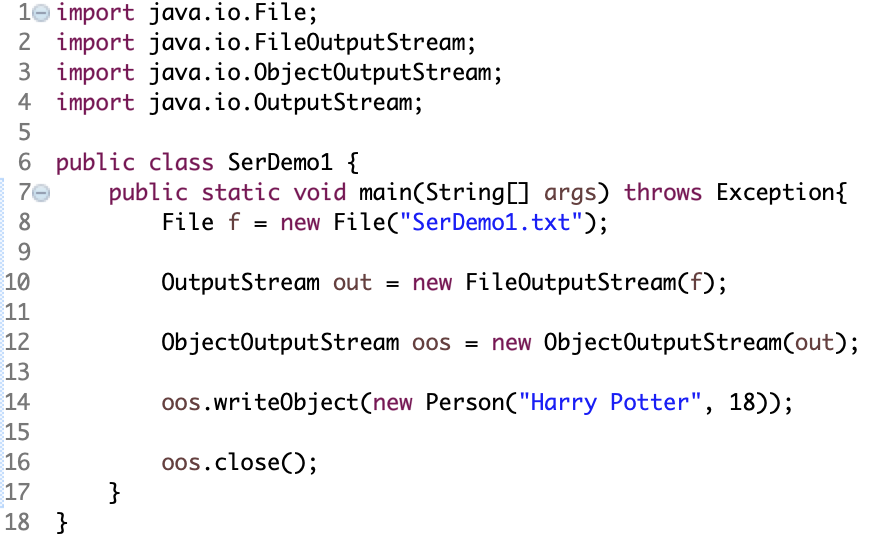 1 import java.io.File;
2 import java.io.FileOutputStream;
3 import java.io.ObjectOutputStream;
4 import java.io.OutputStream;
5
6 public class SerDemo1 {
7     public static void main(String[] args) throws Exception{
8         File f = new File("SerDemo1.txt");
9
10         OutputStream out = new FileOutputStream(f);
11
12         ObjectOutputStream oos = new ObjectOutputStream(out);
13
14         oos.writeObject(new Person("Harry Potter", 18));
15
16         oos.close();
17     }
18 }